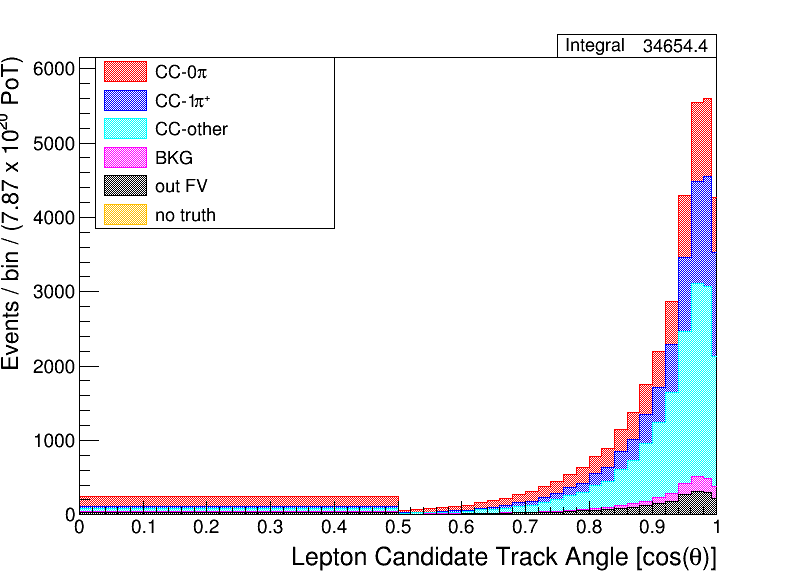 Integral 34654.4
Events / bin / (7.87 x 10²⁰ PoT)
6000
5000
4000
3000
2000
1000
0
CC-0π
CC-1π⁺
CC-other
BKG
out FV
no truth
0 0.1 0.2 0.3 0.4 0.5 0.6 0.7 0.8 0.9 1
Lepton Candidate Track Angle [cos(θ)]